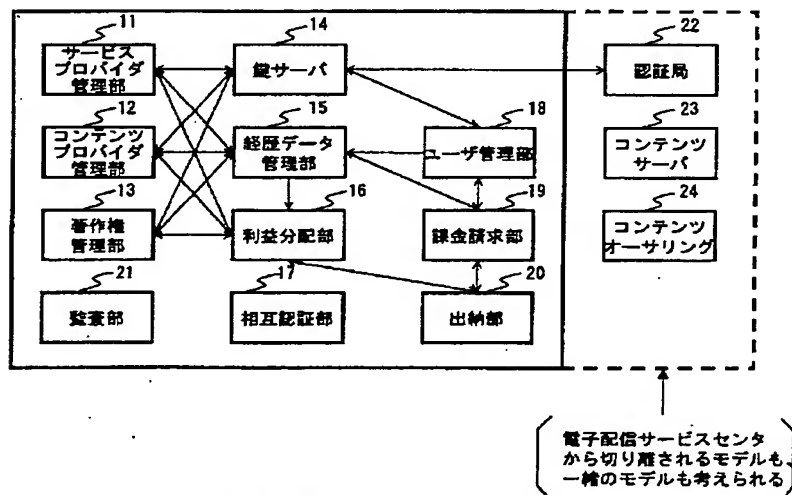 11
サービス
プロバイダ
管理部
14
鍵サーバ
22
認証局
12
コンテンツ
プロバイダ
管理部
15
経歴データ
管理部
18
ユーザ管理部
23
コンテンツ
サーバ
13
著作権
管理部
16
利益分配部
19
課金請求部
24
コンテンツ
オーサリング
21
監査部
17
相互認証部
20
出納部
電子配信サービスセンタ
から切り離されるモデルも
一緒のモデルも考えられる